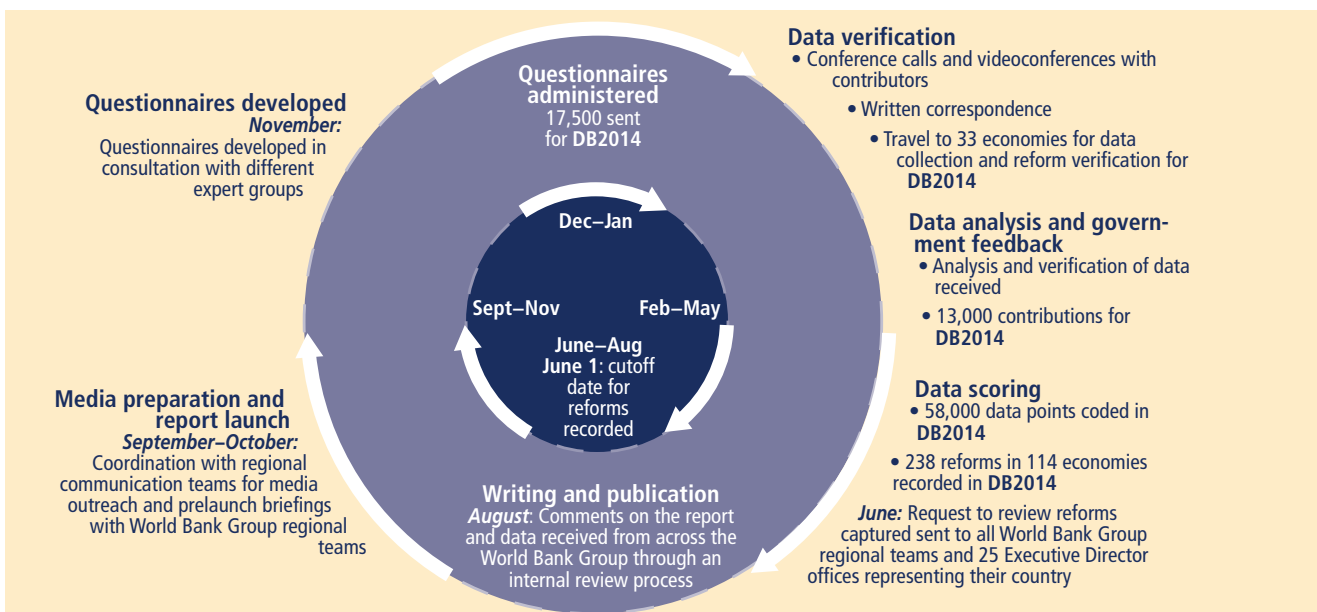 Questionnaires developed
November:
Questionnaires developed in
consultation with different
expert groups
Questionnaires
administered
17,500 sent
for DB2014
Data verification
• Conference calls and videoconferences with
contributors
• Written correspondence
• Travel to 33 economies for data
collection and reform verification for
DB2014
Data analysis and govern-
ment feedback
• Analysis and verification of data
received
• 13,000 contributions for
DB2014
Data scoring
• 58,000 data points coded in
DB2014
• 238 reforms in 114 economies
recorded in DB2014
June: Request to review reforms
captured sent to all World Bank Group
regional teams and 25 Executive Director
offices representing their country
Writing and publication
August: Comments on the report
and data received from across the
World Bank Group through an
internal review process
Media preparation and
report launch
September–October:
Coordination with regional
communication teams for media
outreach and prelaunch briefings
with World Bank Group regional
teams
Dec–Jan
Feb–May
June–Aug
June 1: cutoff
date for
reforms
recorded
Sept–Nov